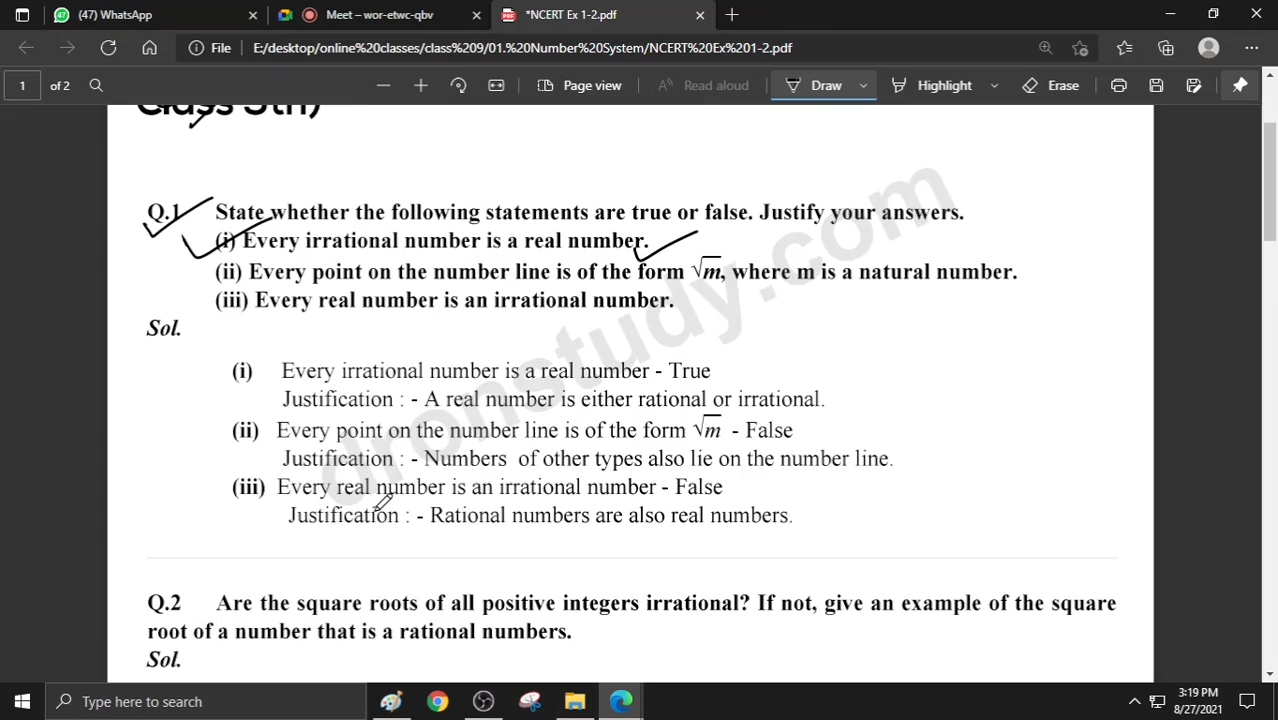 (47) WhatsApp
Meet – wor-etwc-qbv
*NCERT Ex 1-2.pdf
File
E:/desktop/online%20classes/class%209/01.%20Number%20System/NCERT%20Ex%201-2.pdf
1 of 2
Page view
Read aloud
Draw
Highlight
Erase
Q.1 State whether the following statements are true or false. Justify your answers.
(i) Every irrational number is a real number.
(ii) Every point on the number line is of the form √m, where m is a natural number.
(iii) Every real number is an irrational number.
Sol.
(i) Every irrational number is a real number - True
Justification : - A real number is either rational or irrational.
(ii) Every point on the number line is of the form √m - False
Justification : - Numbers of other types also lie on the number line.
(iii) Every real number is an irrational number - False
Justification : - Rational numbers are also real numbers.
dronstudy.com
Q.2 Are the square roots of all positive integers irrational? If not, give an example of the square
root of a number that is a rational numbers.
Sol.
Type here to search
3:19 PM
8/27/2021